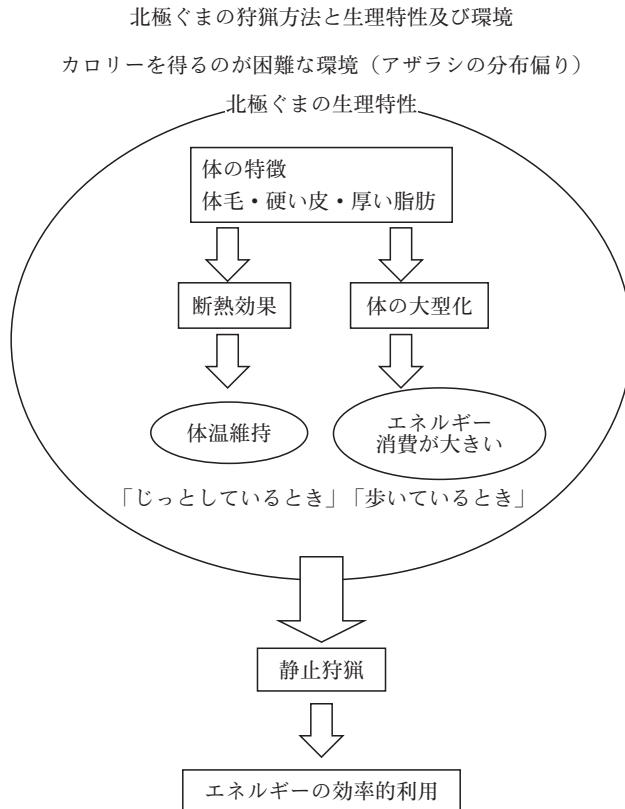 北極ぐまの狩猟方法と生理特性及び環境
カロリーを得るのが困難な環境（アザラシの分布偏り）
北極ぐまの生理特性
体の特徴
体毛・硬い皮・厚い脂肪
断熱効果
体の大型化
体温維持
エネルギー
消費が大きい
「じっとしているとき」「歩いているとき」
静止狩猟
エネルギーの効率的利用